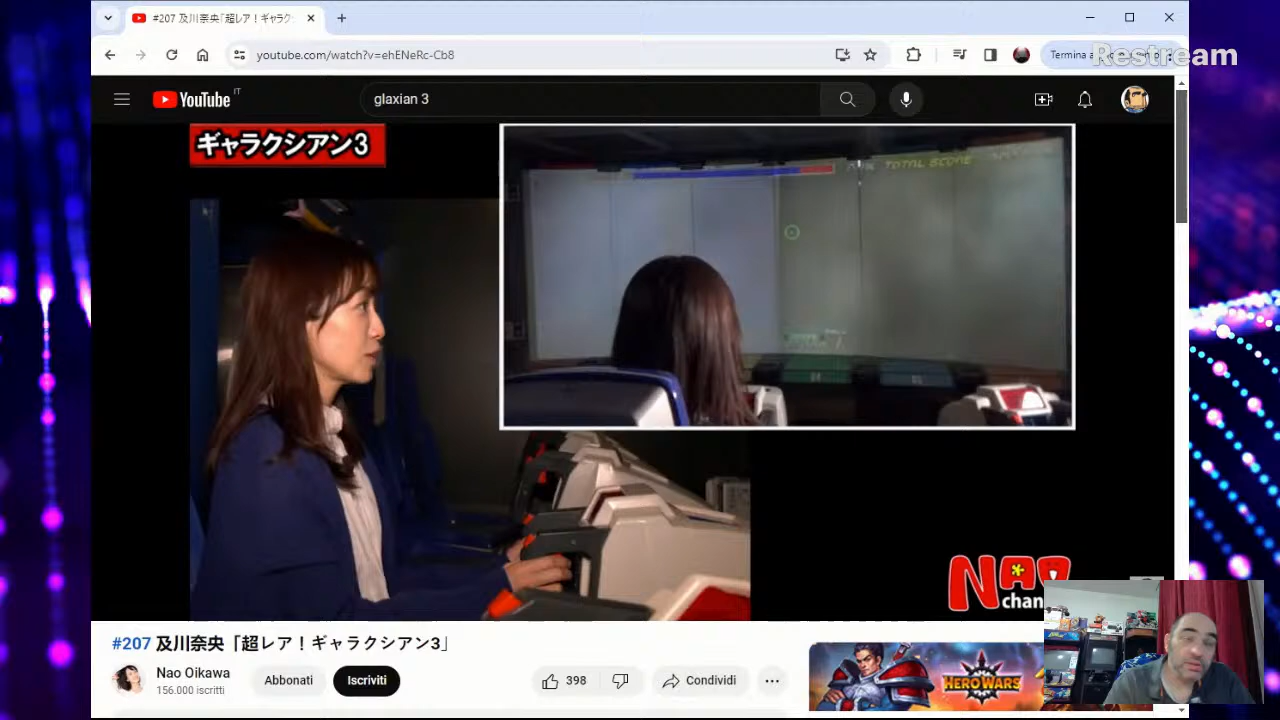 #207 及川奈央「超レア！ギャラク
youtube.com/watch?v=ehENeRc-Cb8
Termina a
Restream
YouTube IT
glaxian 3
ギャラクシアン3
TOTAL SCORE
NAO
chan
#207 及川奈央「超レア！ギャラクシアン3」
Nao Oikawa
156.000 iscritti
Abbonati
Iscriviti
398
Condividi
HERO WARS